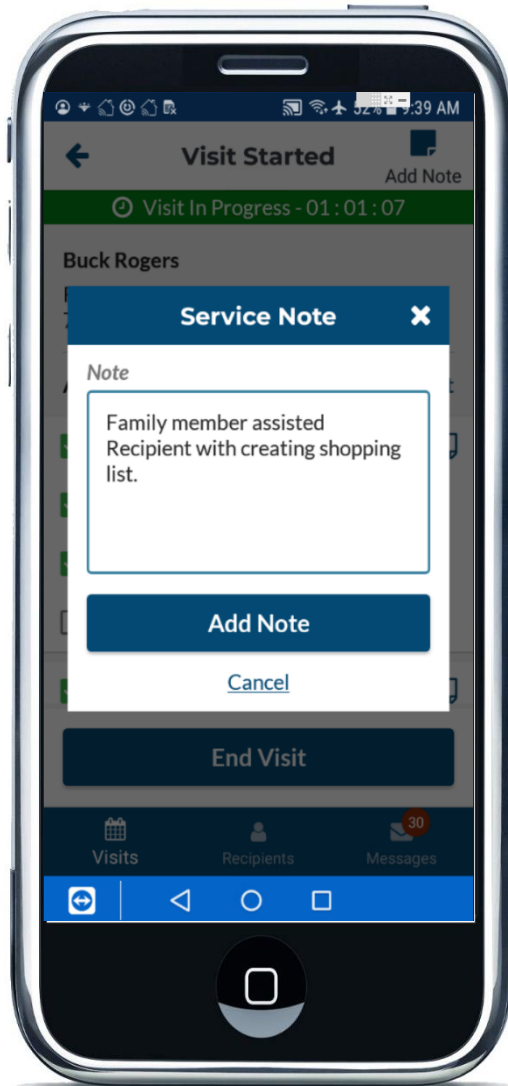 52% 9:39 AM
Visit Started
Add Note
Visit In Progress - 01:01:07
Buck Rogers
Service Note
Note
Family member assisted
Recipient with creating shopping
list.
Add Note
Cancel
End Visit
30
Visits Recipients Messages